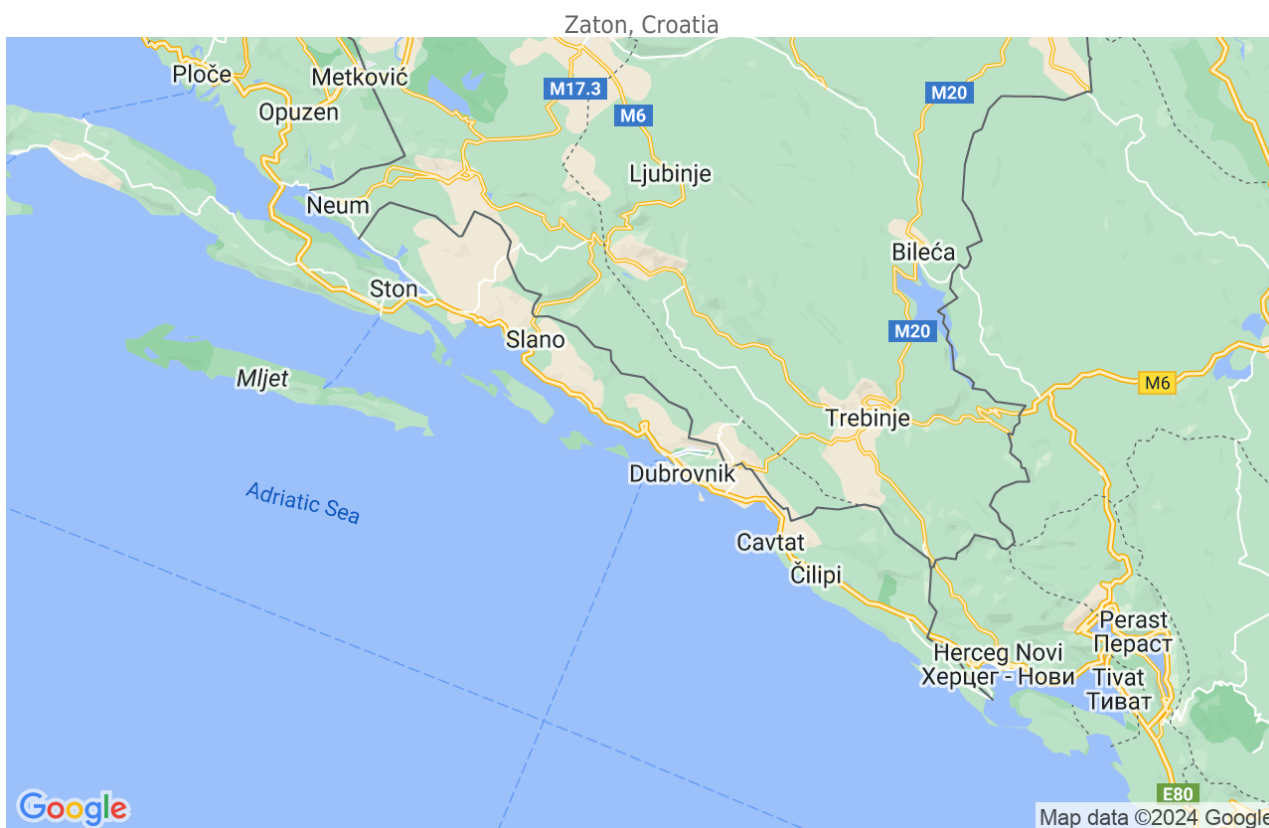 Zaton, Croatia
Ploče
Metković
M17.3
M20
Opuzen
M6
Ljubinje
Neum
Bileća
Ston
M20
Slano
Mljet
M6
Trebinje
Dubrovnik
Adriatic Sea
Cavtat
Čilipi
Perast
Пераст
Herceg Novi
Херцег - Нови
Tivat
Тиват
E80
Google
Map data ©2024 Google